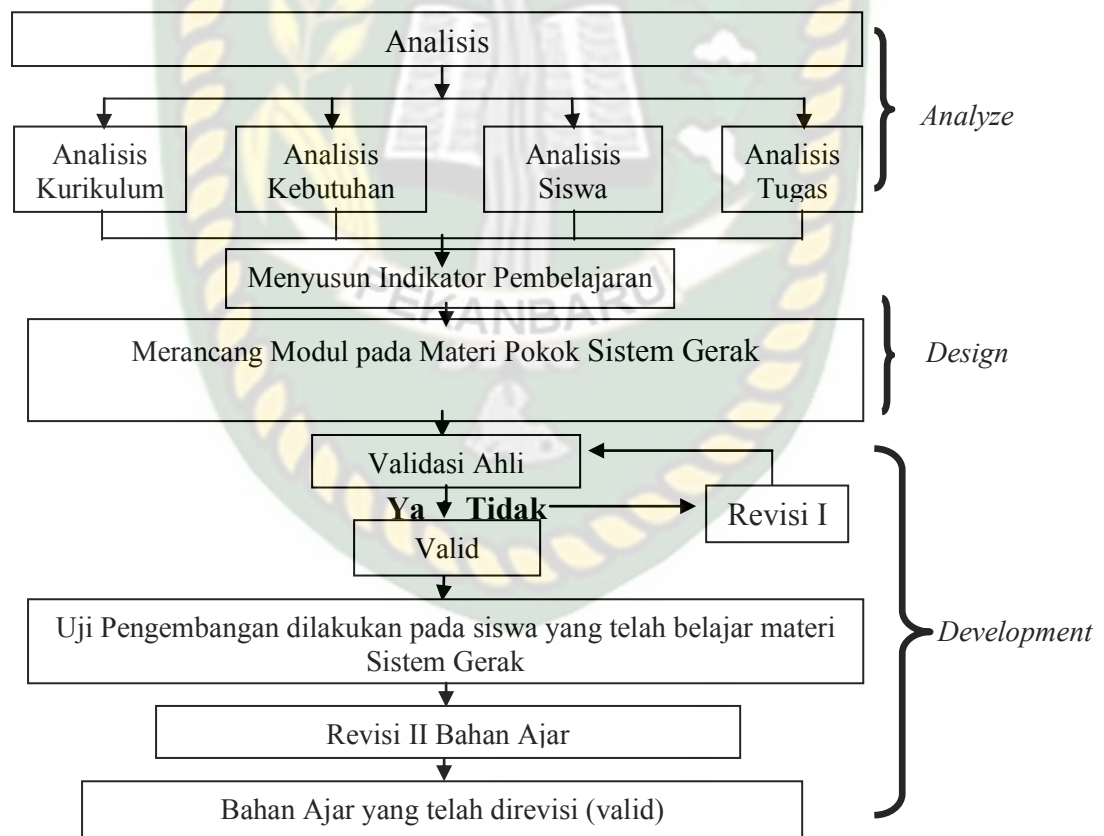 Analisis
Analyze
Analisis
Kurikulum
Analisis
Kebutuhan
Analisis
Siswa
Analisis
Tugas
Menyusun Indikator Pembelajaran
PEKANBARU
Merancang Modul pada Materi Pokok Sistem Gerak
Design
Validasi Ahli
Ya Tidak
Revisi I
Valid
Uji Pengembangan dilakukan pada siswa yang telah belajar materi
Sistem Gerak
Development
Revisi II Bahan Ajar
Bahan Ajar yang telah direvisi (valid)